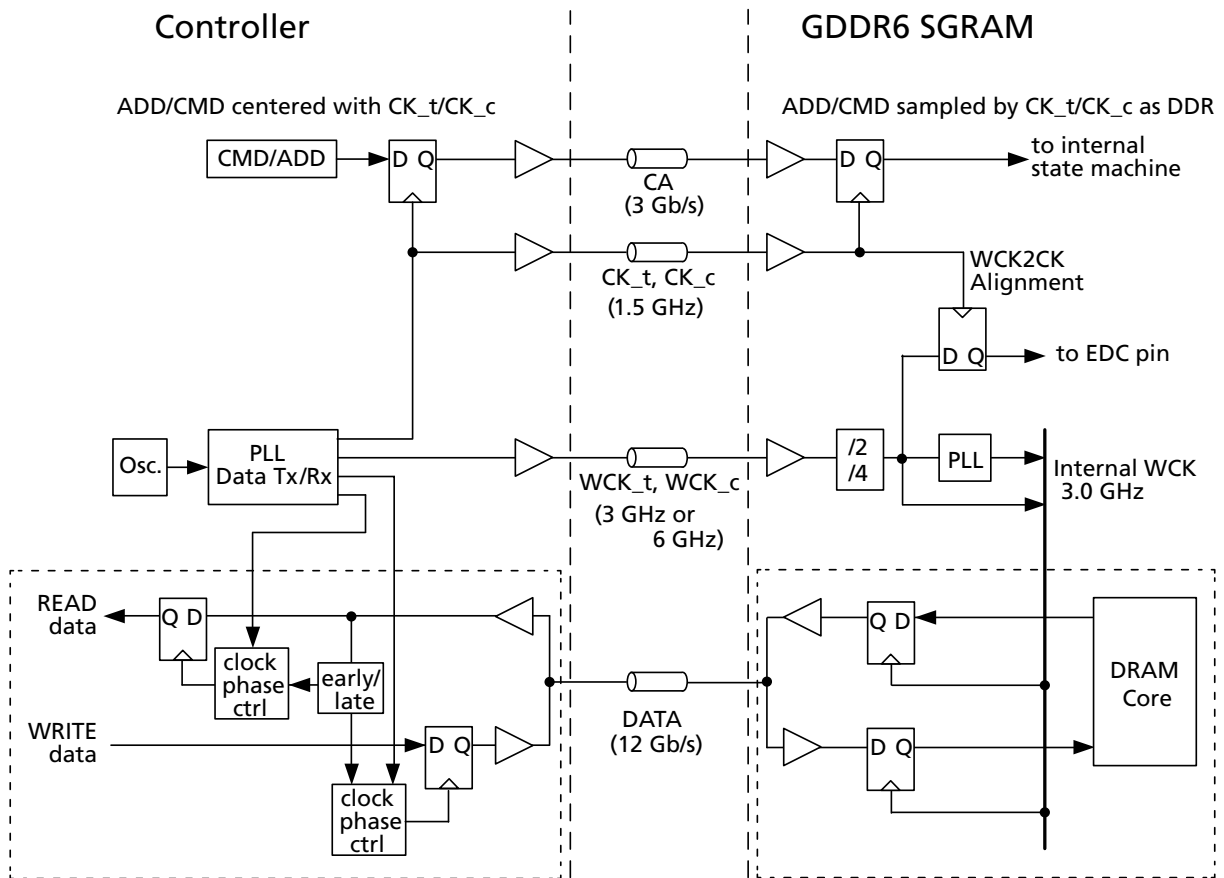 Controller
GDDR6 SGRAM
ADD/CMD centered with CK_t/CK_c
ADD/CMD sampled by CK_t/CK_c as DDR
CMD/ADD
D Q
D Q
to internal
state machine
CA
(3 Gb/s)
CK_t, CK_c
(1.5 GHz)
WCK2CK
Alignment
D Q
to EDC pin
Osc.
PLL
Data Tx/Rx
WCK_t, WCK_c
(3 GHz or
6 GHz)
/2
/4
PLL
Internal WCK
3.0 GHz
READ
data
Q D
clock
phase
ctrl
early/
late
WRITE
data
D Q
clock
phase
ctrl
DATA
(12 Gb/s)
Q D
D Q
DRAM
Core